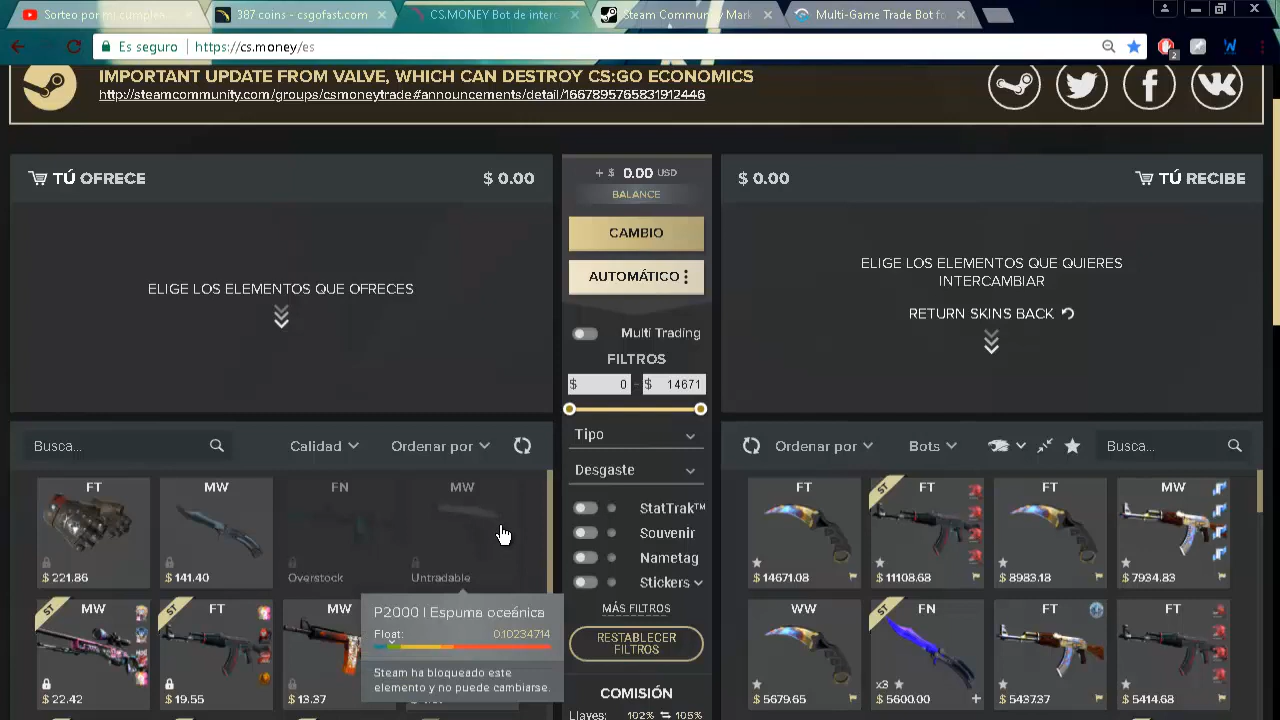 Sorteo por mi cumple
387 coins - csgofast.com
CS.MONEY Bot de interc
Steam Community Mark
Multi-Game Trade Bot fo
Es seguro
https://cs.money/es
2
IMPORTANT UPDATE FROM VALVE, WHICH CAN DESTROY CS:GO ECONOMICS
http://steamcommunity.com/groups/csmoneytrade#announcements/detail/1667895765831912446
TÚ OFRECE
$ 0.00
ELIGE LOS ELEMENTOS QUE OFRECES
+ $ 0.00 USD
BALANCE
CAMBIO
AUTOMÁTICO
Multi Trading
FILTROS
$ 0 - $ 14671
Tipo
Desgaste
StatTrak™
Souvenir
Nametag
Stickers
MÁS FILTROS
RESTABLECER
FILTROS
COMISIÓN
Llaves: 102% ⇆ 105%
$ 0.00
TÚ RECIBE
ELIGE LOS ELEMENTOS QUE QUIERES
INTERCAMBIAR
RETURN SKINS BACK
Busca...
Calidad
Ordenar por
FT
$ 221.86
MW
$ 141.40
FN
Overstock
MW
Untradable
ST
MW
$ 22.42
ST
FT
$ 19.55
MW
$ 13.37
P2000 | Espuma oceánica
Float: 0.10234714
Steam ha bloqueado este
elemento y no puede cambiarse.
Ordenar por
Bots
Busca...
FT
$ 14671.08
ST
FT
$ 11108.68
FT
$ 8983.18
MW
$ 7934.83
WW
$ 5679.65
ST
FN
x3
$ 5600.00
FT
$ 5437.37
FT
$ 5414.68